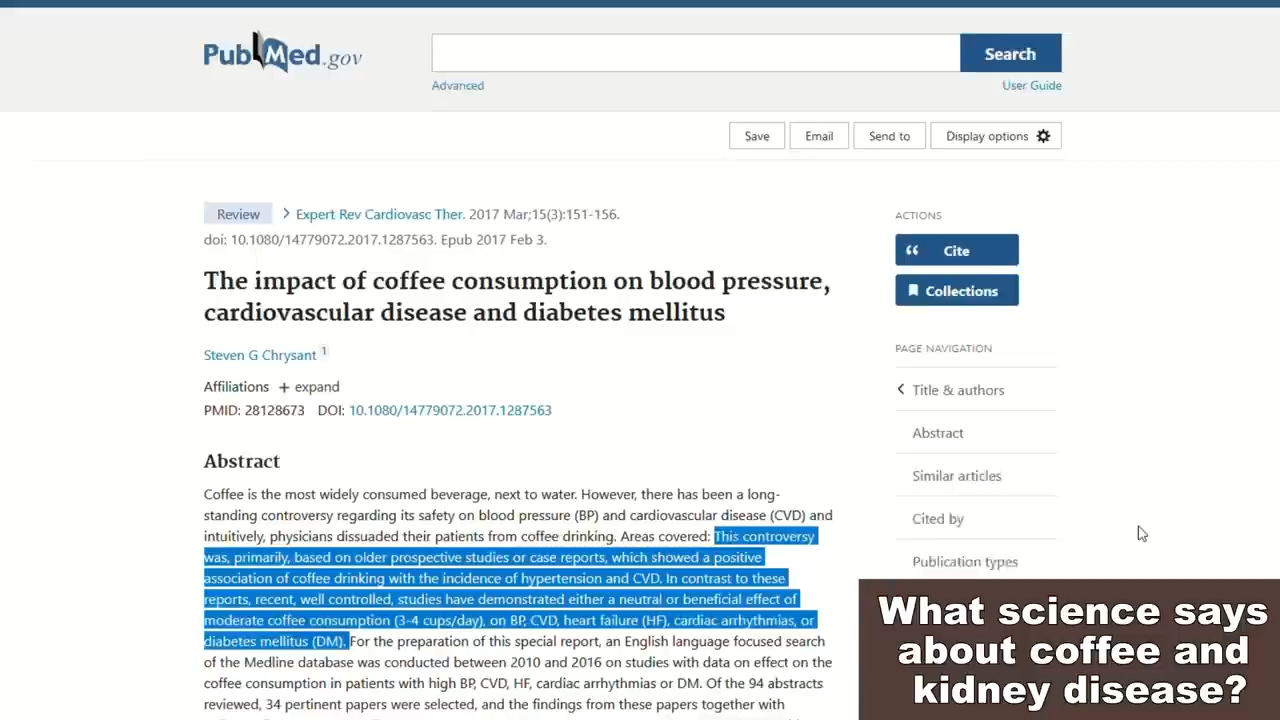 PubMed.gov
Search
Advanced
User Guide
Save
Email
Send to
Display options
Review
Expert Rev Cardiovasc Ther. 2017 Mar;15(3):151-156.
doi: 10.1080/14779072.2017.1287563. Epub 2017 Feb 3.
The impact of coffee consumption on blood pressure,
cardiovascular disease and diabetes mellitus
Steven G Chrysant 1
Affiliations + expand
PMID: 28128673 DOI: 10.1080/14779072.2017.1287563
Abstract
Coffee is the most widely consumed beverage, next to water. However, there has been a long-
standing controversy regarding its safety on blood pressure (BP) and cardiovascular disease (CVD) and
intuitively, physicians dissuaded their patients from coffee drinking. Areas covered: This controversy
was, primarily, based on older prospective studies or case reports, which showed a positive
association of coffee drinking with the incidence of hypertension and CVD. In contrast to these
reports, recent, well controlled, studies have demonstrated either a neutral or beneficial effect of
moderate coffee consumption (3-4 cups/day), on BP, CVD, heart failure (HF), cardiac arrhythmias, or
diabetes mellitus (DM). For the preparation of this special report, an English language focused search
of the Medline database was conducted between 2010 and 2016 on studies with data on effect on the
coffee consumption in patients with high BP, CVD, HF, cardiac arrhythmias or DM. Of the 94 abstracts
reviewed, 34 pertinent papers were selected, and the findings from these papers together with
ACTIONS
Cite
Collections
PAGE NAVIGATION
Title & authors
Abstract
Similar articles
Cited by
Publication types
What science says
about coffee and
kidney disease?